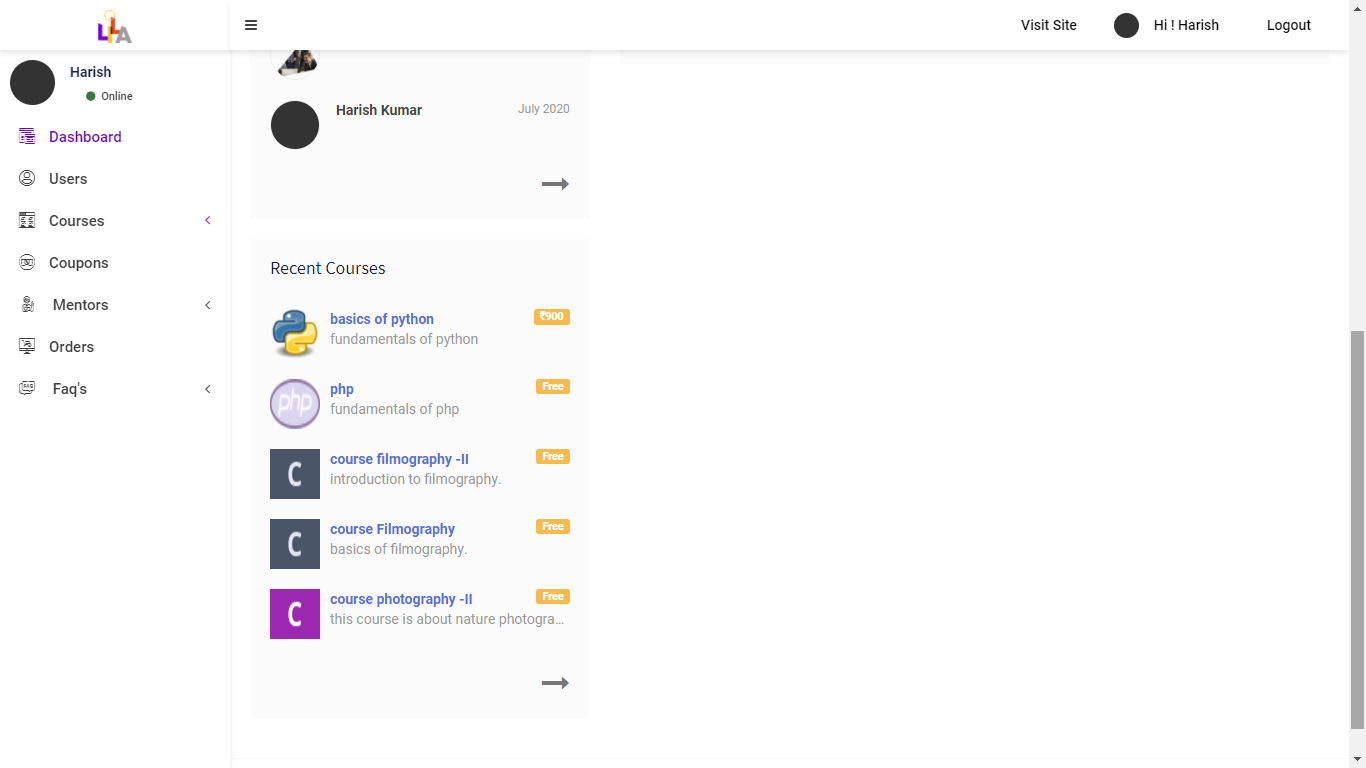 LILA
Visit Site
Hi ! Harish
Logout
Harish
Online
Dashboard
Users
Courses
Coupons
Mentors
Orders
Faq's
Harish Kumar
July 2020
Recent Courses
basics of python
₹900
fundamentals of python
php
php
Free
fundamentals of php
C
course filmography -II
Free
introduction to filmography.
C
course Filmography
Free
basics of filmography.
C
course photography -II
Free
this course is about nature photogra...